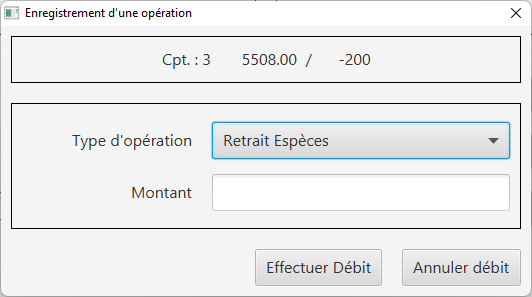 Enregistrement d'une opération
Cpt. : 3 5508.00 / -200
Type d'opération Retrait Espèces
Montant
Effectuer Débit Annuler débit